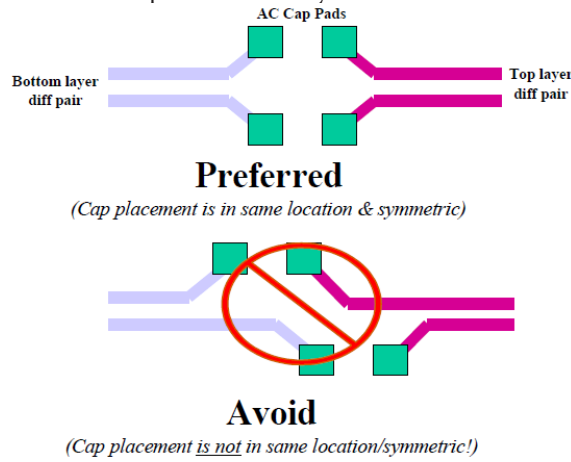 AC Cap Pads
Bottom layer
diff pair
Top layer
diff pair
Preferred
(Cap placement is in same location & symmetric)
Avoid
(Cap placement is not in same location/symmetric!)